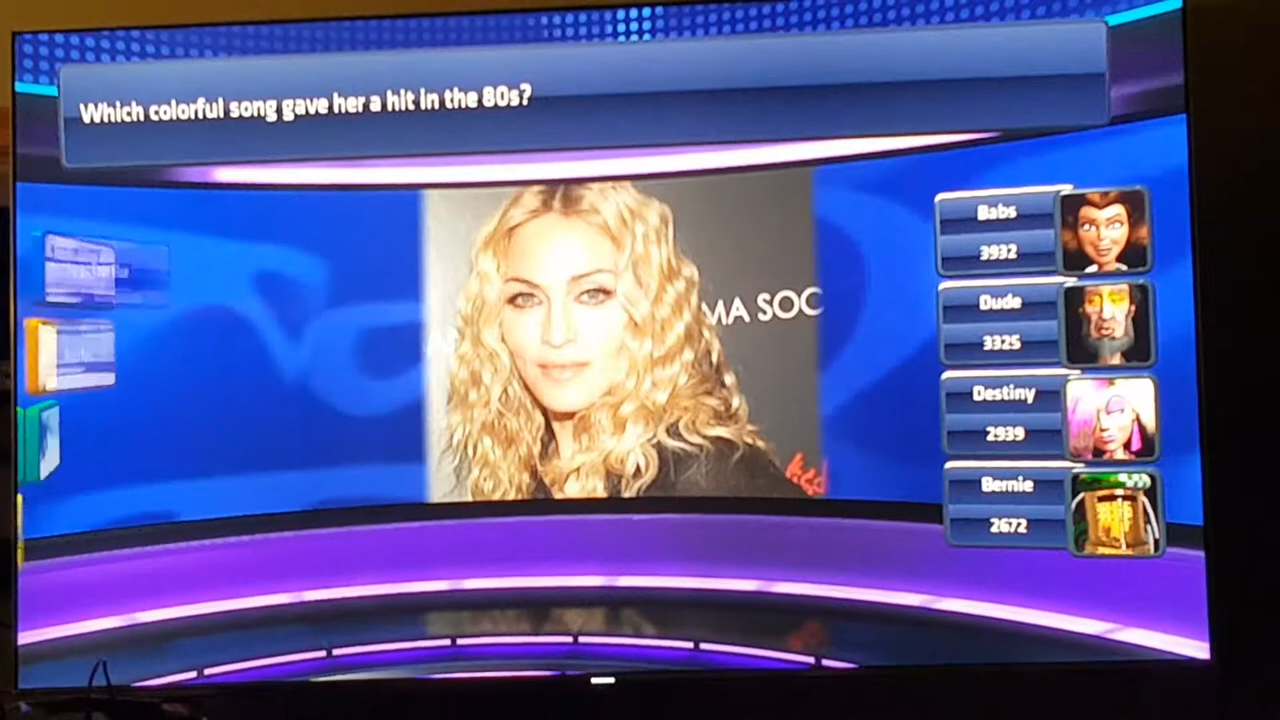 Which colorful song gave her a hit in the 80s?
MA SOC
Babs
3932
Dude
3325
Destiny
2939
Bernie
2672